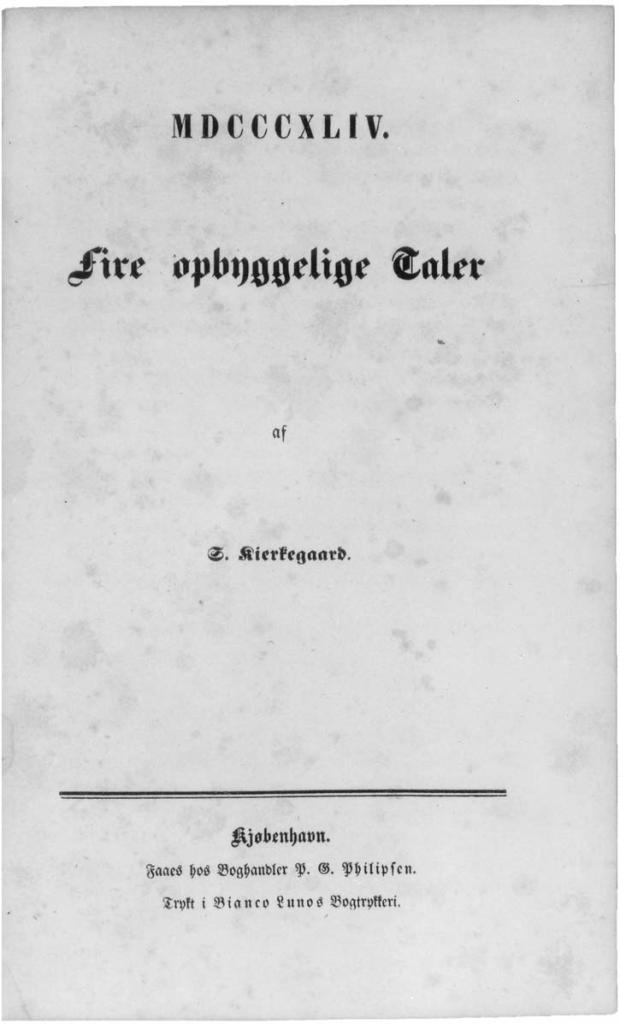 MDCCCXLIV.
Fire opbyggelige Taler
af
S. Kierkegaard.
Kjøbenhavn.
Faaes hos Boghandler P. G. Philipsen.
Trykt i Bianco Lunos Bogtrykkeri.